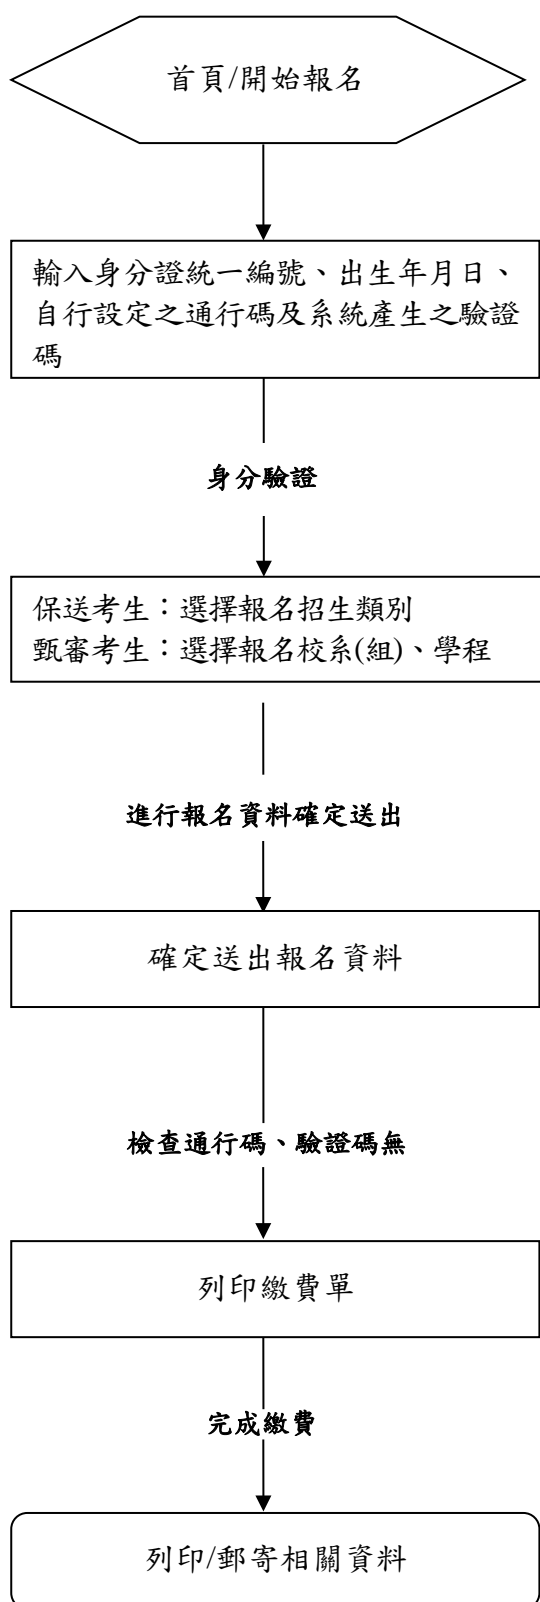 首頁/開始報名
輸入身分證統一編號、出生年月日、
自行設定之通行碼及系統產生之驗證
碼
身分驗證
保送考生：選擇報名招生類別
甄審考生：選擇報名校系(組)、學程
進行報名資料確定送出
確定送出報名資料
檢查通行碼、驗證碼無
列印繳費單
完成繳費
列印/郵寄相關資料